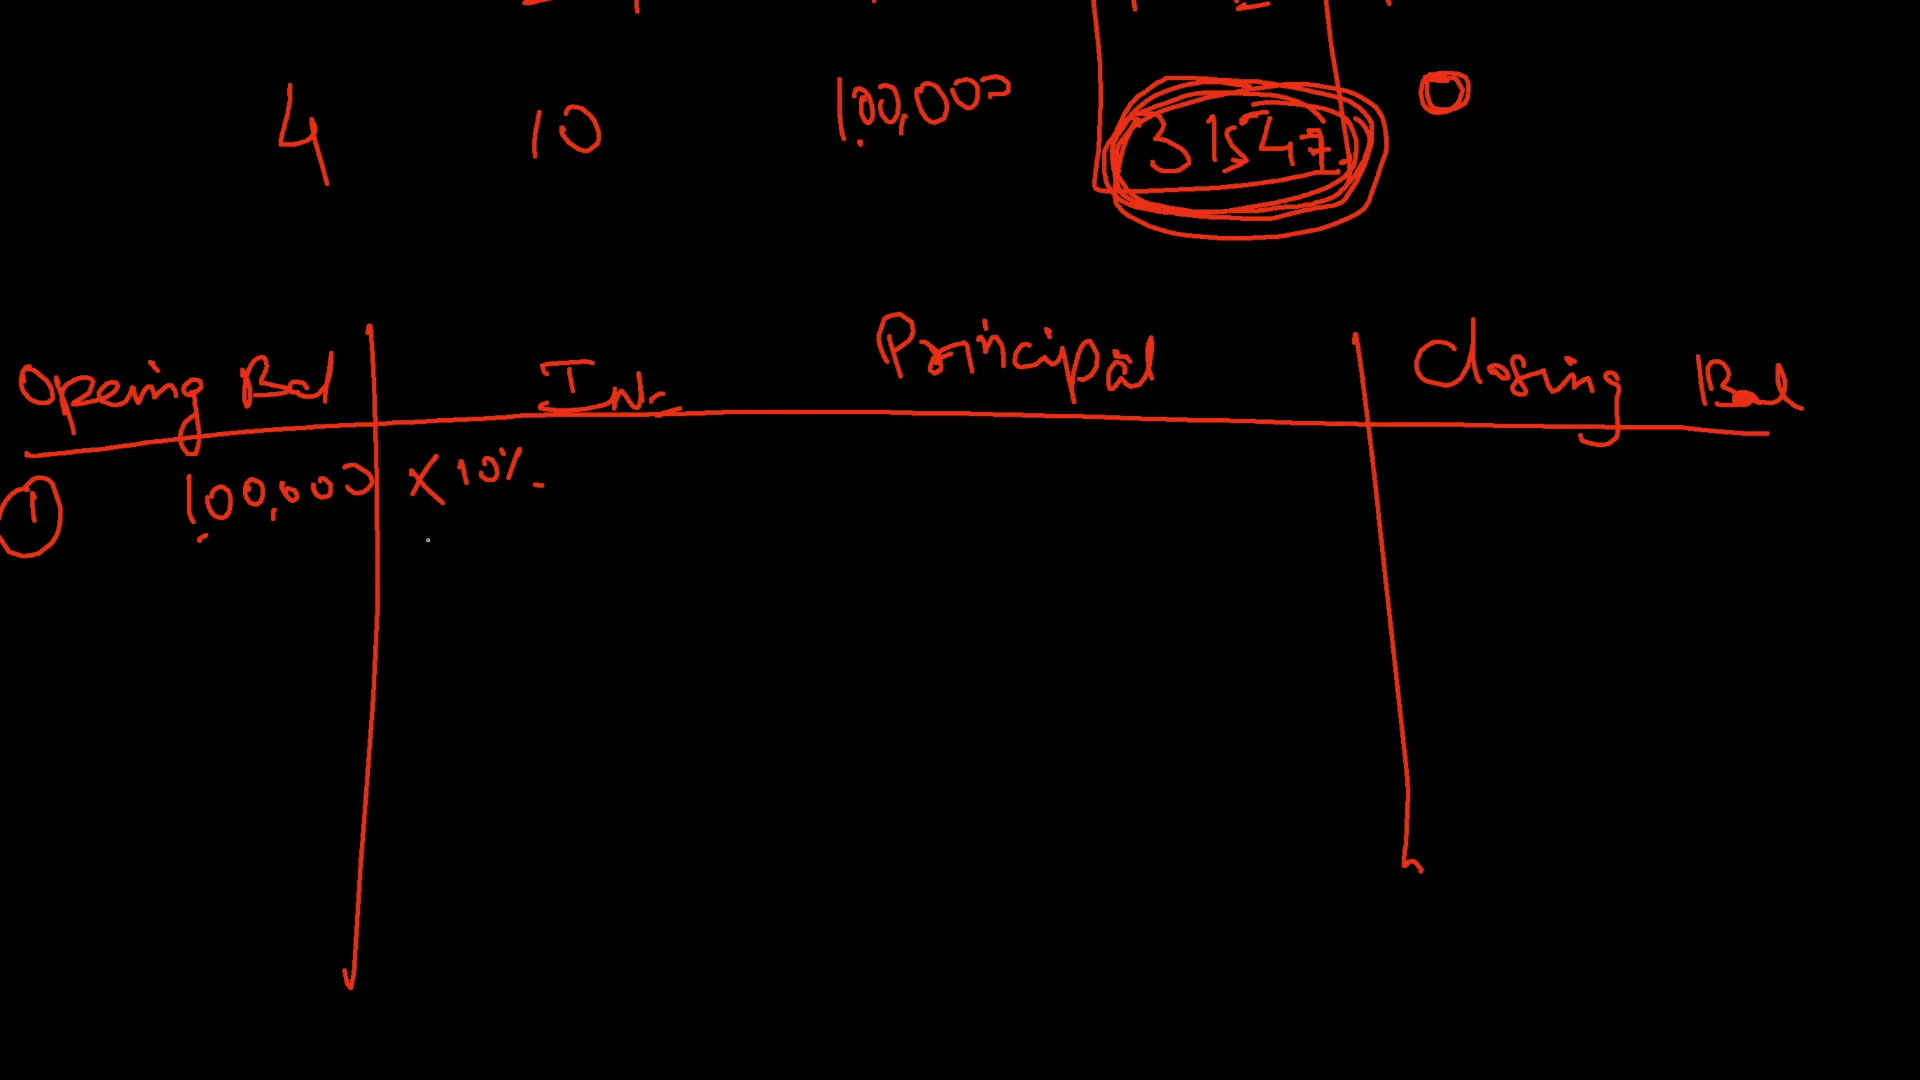 4 10 100,000 31547. 0
Opening Bal Int. Principal Closing Bal
1 100,000 × 10%.